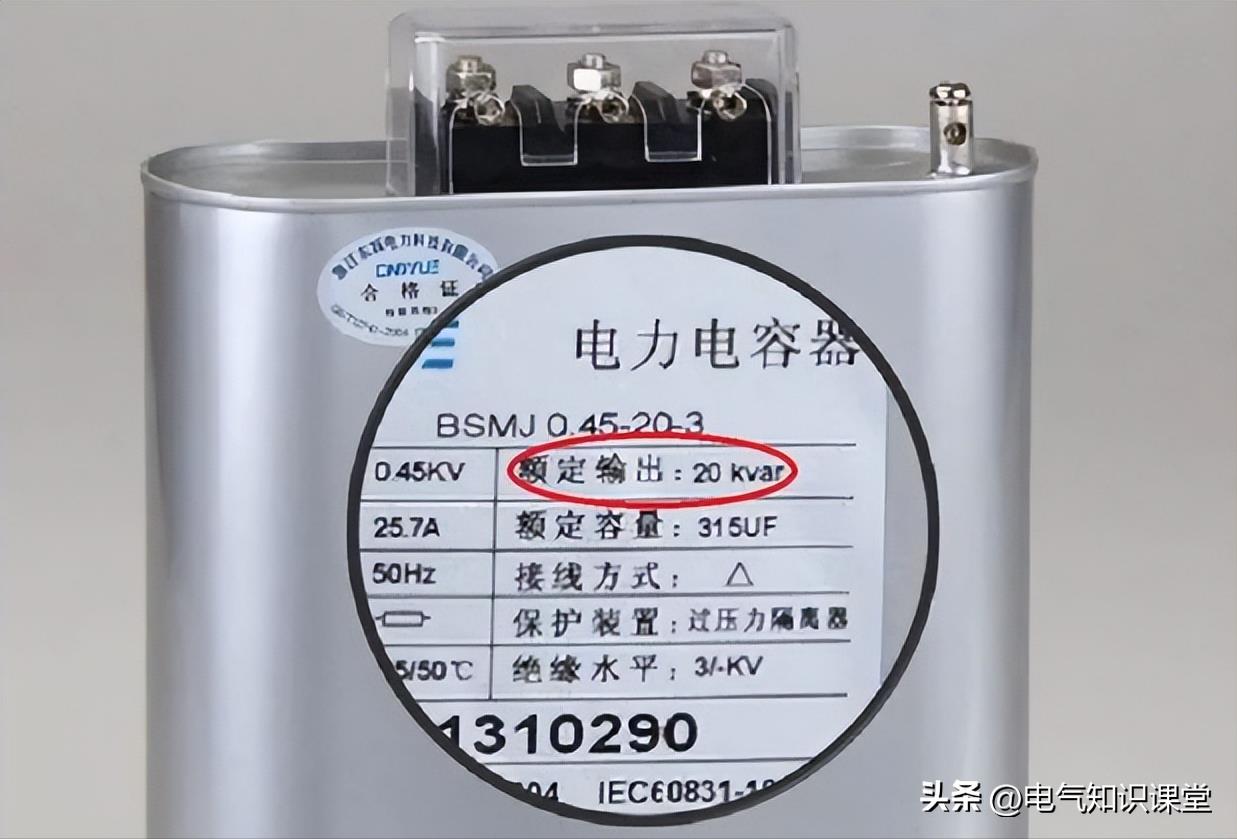 合格证
电力电容器
BSMJ 0.45-20-3
0.45KV 额定输出：20 kvar
25.7A 额定容量：315UF
50Hz 接线方式：△
保护装置：过压力隔离器
5/50℃ 绝缘水平：3/-KV
1310290
04 IEC60831-1
头条 @电气知识课堂